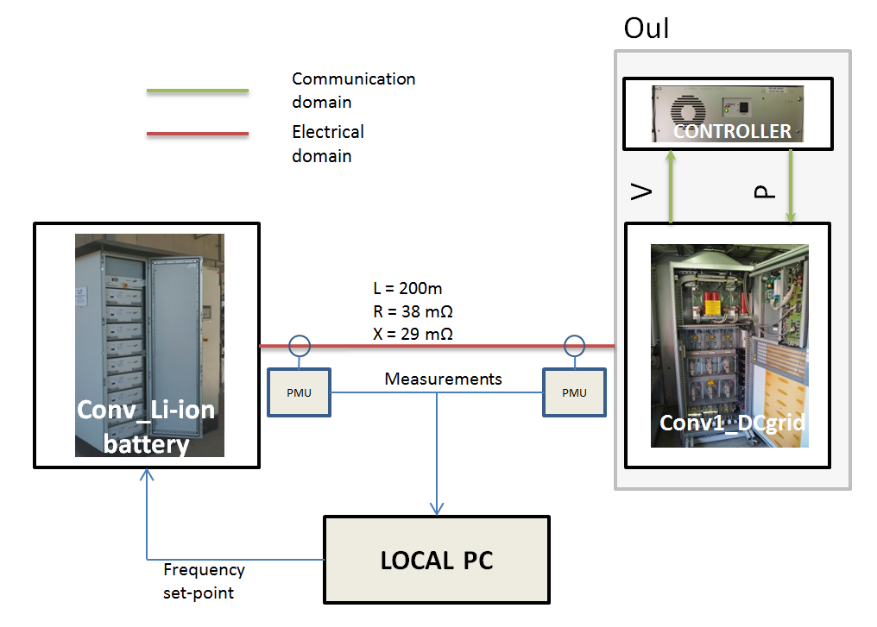 OuI
Communication
domain
Electrical
domain
CONTROLLER
V
P
L = 200m
R = 38 mΩ
X = 29 mΩ
PMU
Measurements
PMU
Conv_Li-ion
battery
Conv1_DCgrid
LOCAL PC
Frequency
set-point